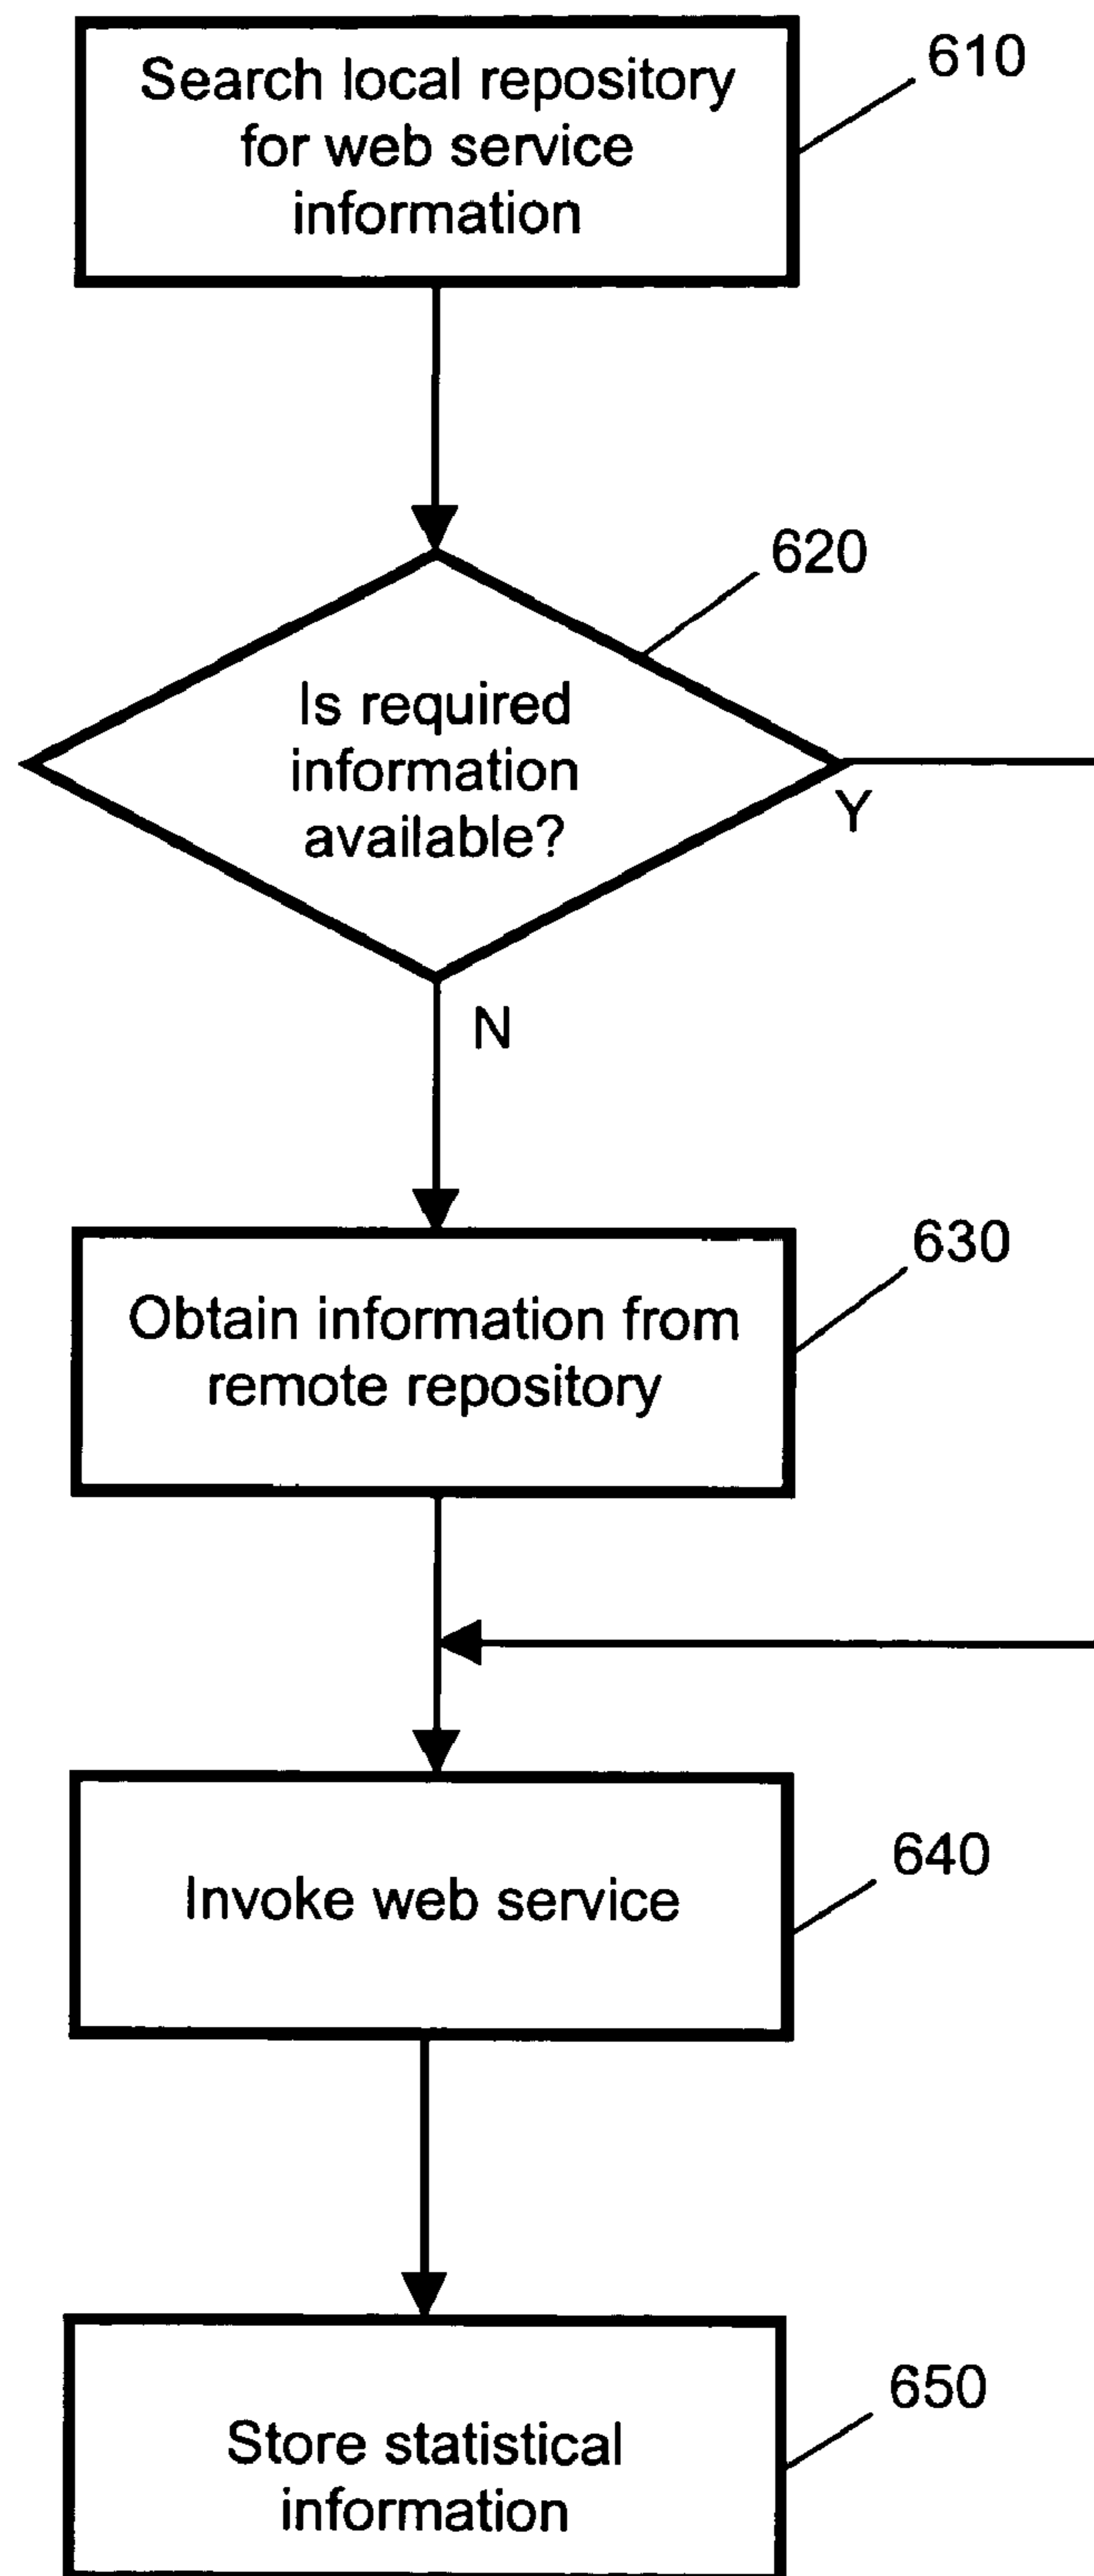 Search local repository
for web service
information
610
620
Is required
information
available?
Y
N
630
Obtain information from
remote repository
640
Invoke web service
650
Store statistical
information